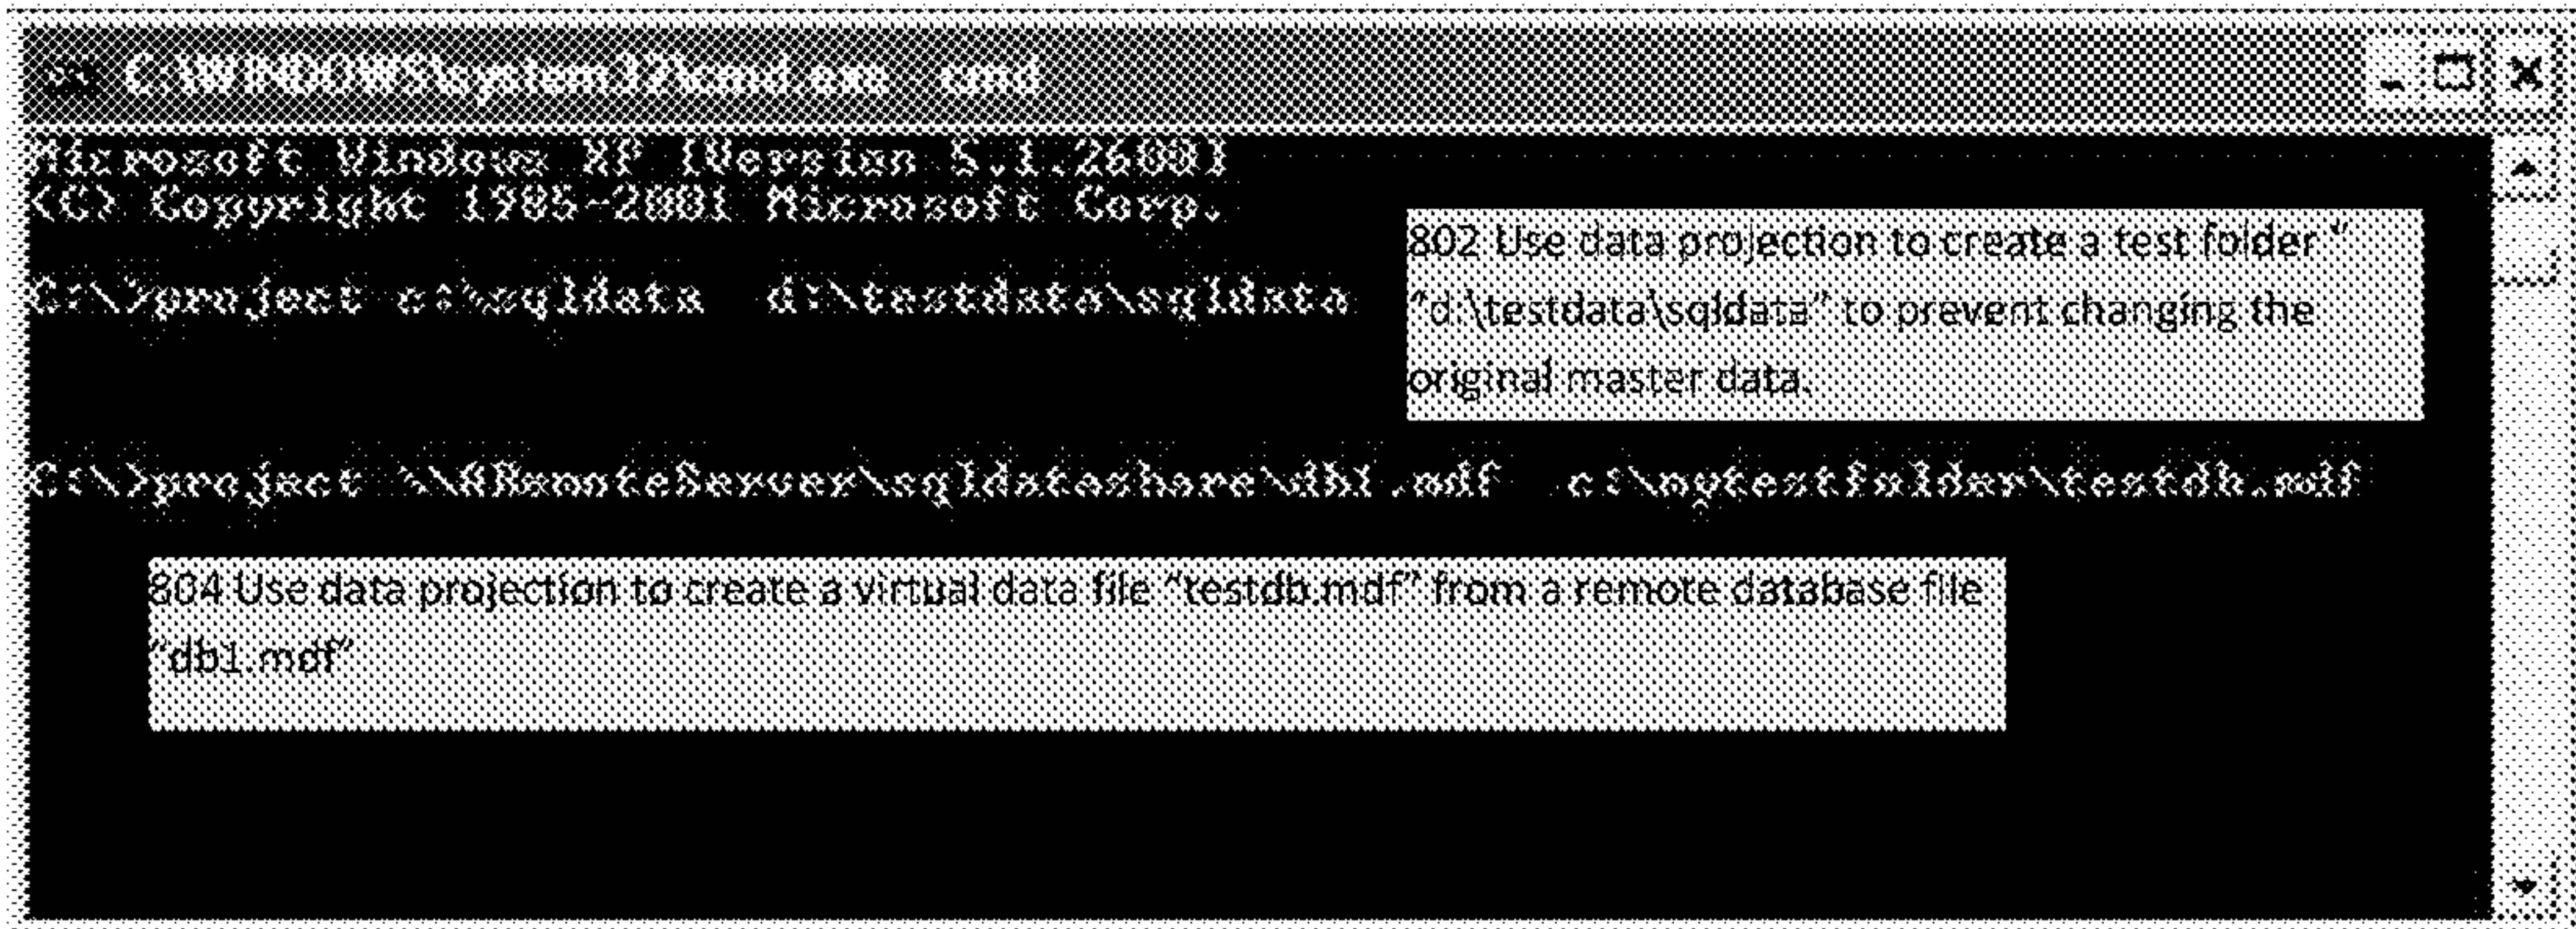 C:\WINDOWS\system32\cmd.exe - cmd
Microsoft Windows XP [Version 5.1.2600]
(C) Copyright 1985-2001 Microsoft Corp.
C:\>project c:\sqldata d:\testdata\sqldata
802 Use data projection to create a test folder "
"d:\testdata\sqldata" to prevent changing the
original master data.
C:\>project \\ARemoteServer\sqldatashare\db1.mdf c:\mytestfolder\testdb.mdf
804 Use data projection to create a virtual data file "testdb.mdf" from a remote database file
"db1.mdf"